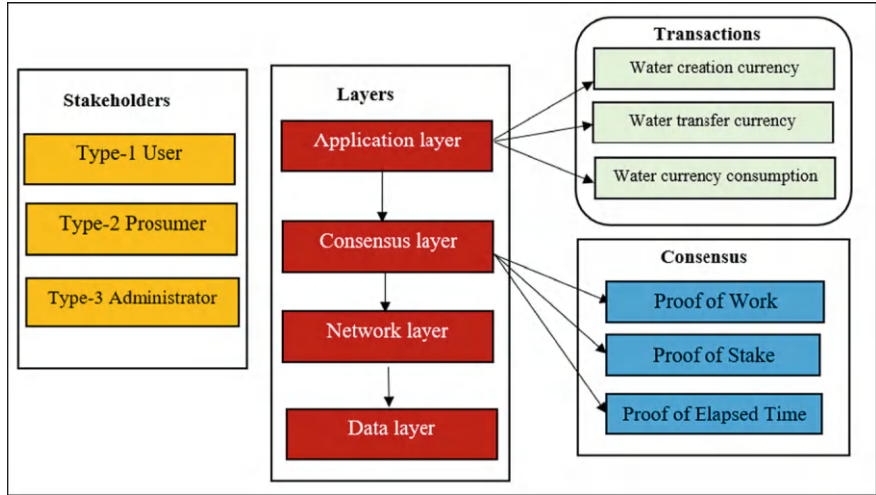 Stakeholders
Type-1 User
Type-2 Prosumer
Type-3 Administrator
Layers
Application layer
Consensus layer
Network layer
Data layer
Transactions
Water creation currency
Water transfer currency
Water currency consumption
Consensus
Proof of Work
Proof of Stake
Proof of Elapsed Time